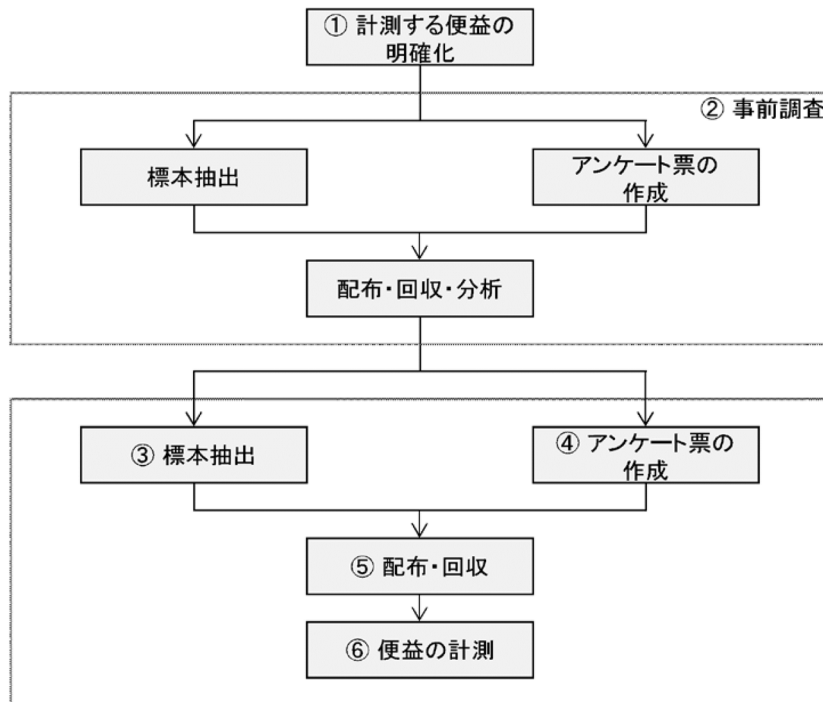 ① 計測する便益の
明確化
② 事前調査
標本抽出
アンケート票の
作成
配布・回収・分析
③ 標本抽出
④ アンケート票の
作成
⑤ 配布・回収
⑥ 便益の計測